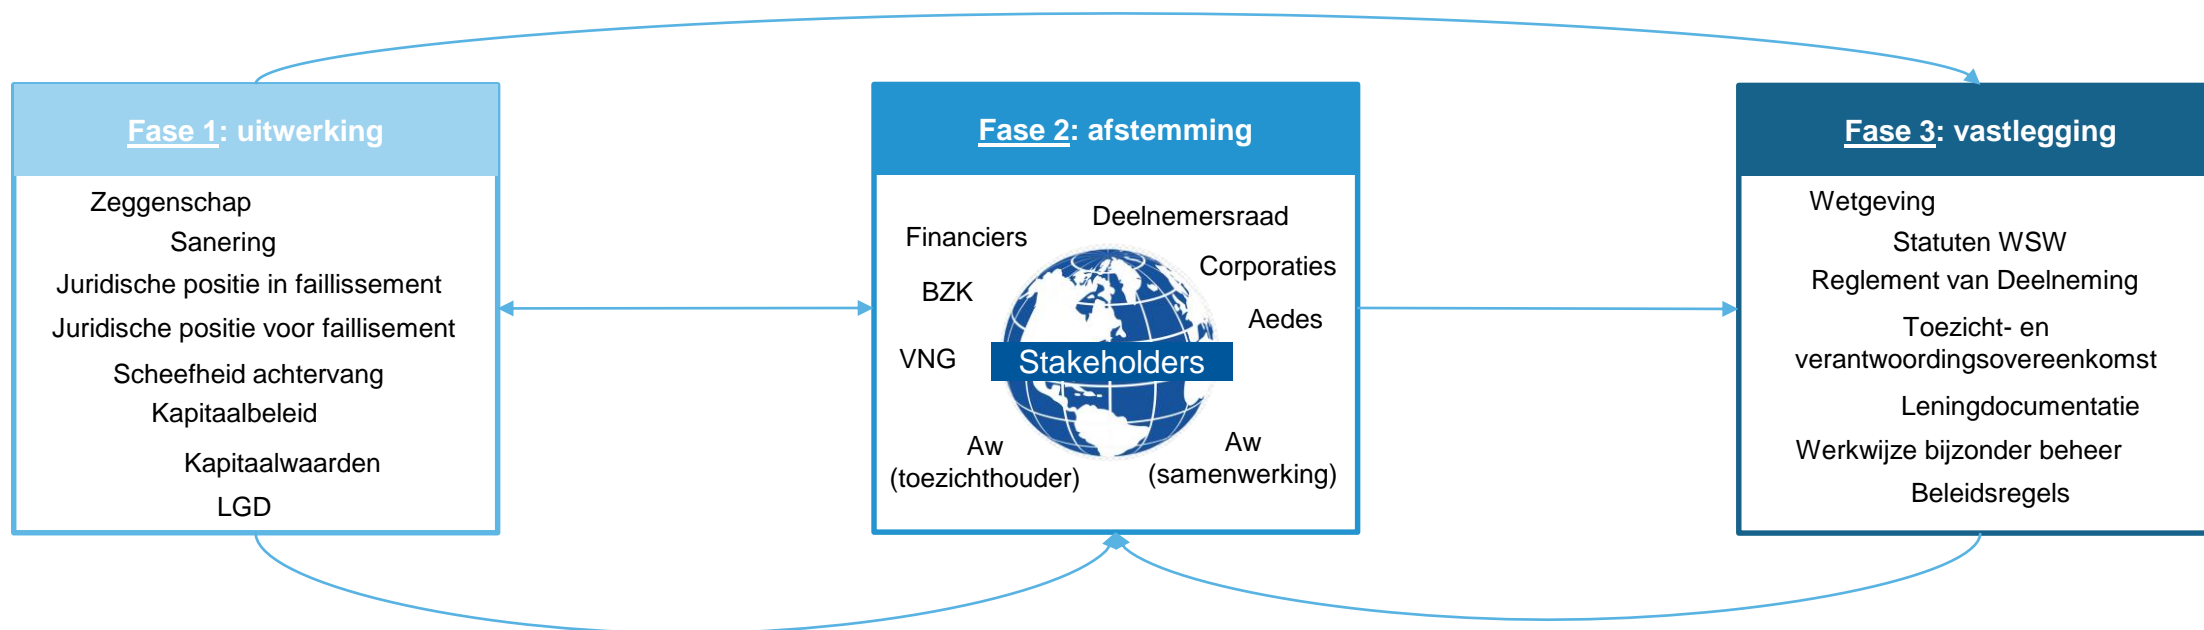 Fase 1: uitwerking
Zeggenschap
Sanering
Juridische positie in faillissement
Juridische positie voor faillisement
Scheefheid achtervang
Kapitaalbeleid
Kapitaalwaarden
LGD
Fase 2: afstemming
Deelnemersraad
Financiers
Corporaties
BZK
Aedes
VNG
Stakeholders
Aw
(toezichthouder)
Aw
(samenwerking)
Fase 3: vastlegging
Wetgeving
Statuten WSW
Reglement van Deelneming
Toezicht- en
verantwoordingsovereenkomst
Leningdocumentatie
Werkwijze bijzonder beheer
Beleidsregels